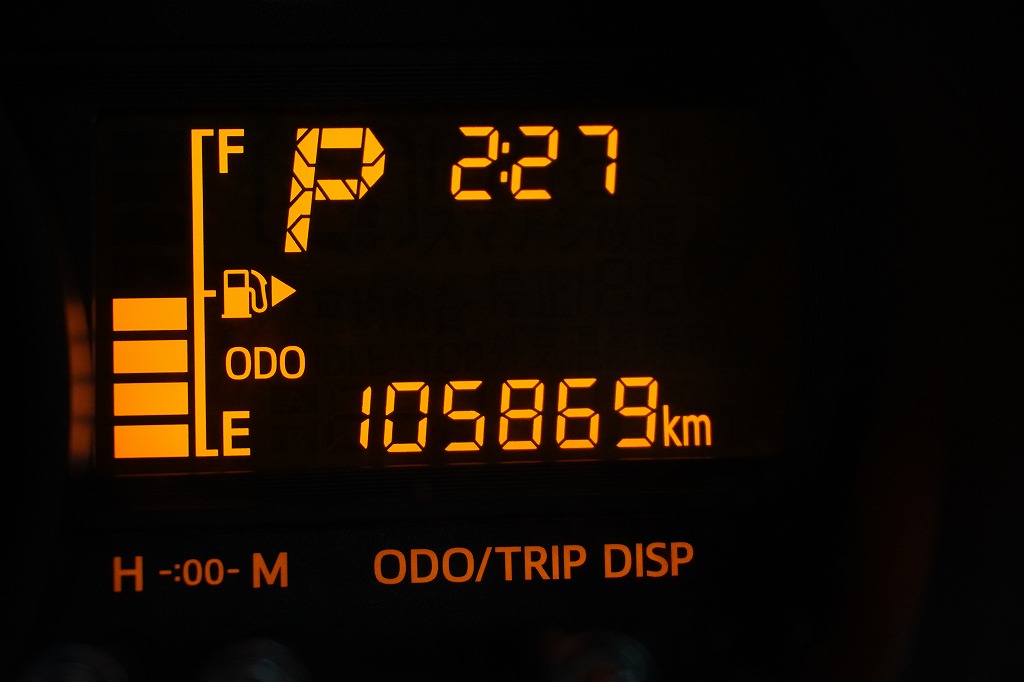 F P 2:27
ODO
E 105869km
H -:00- M ODO/TRIP DISP